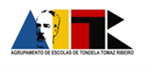 AGRUPAMENTO DE ESCOLAS DE TONDELA TOMAZ RIBEIRO